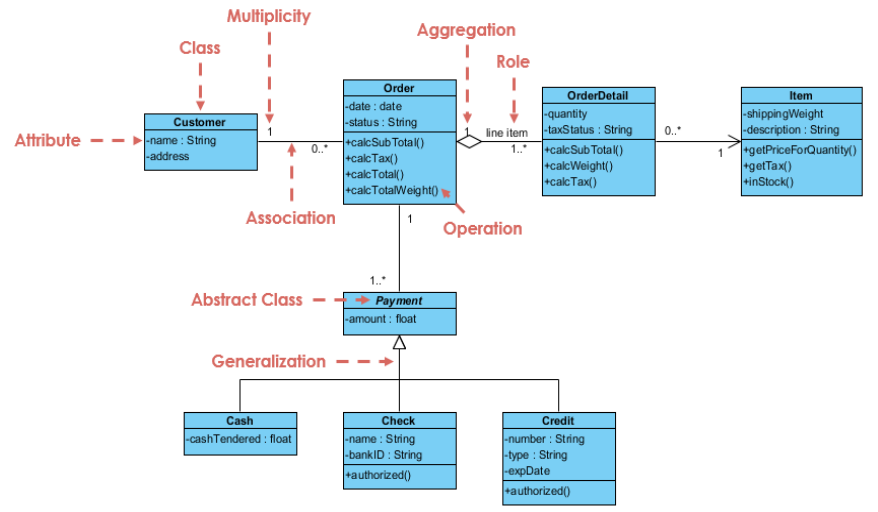 Multiplicity
Aggregation
Class
Role
Attribute
Customer
-name : String
-address
1
0..*
Association
Order
-date : date
-status : String
+calcSubTotal()
+calcTax()
+calcTotal()
+calcTotalWeight()
1
line item
1..*
Operation
OrderDetail
-quantity
-taxStatus : String
+calcSubTotal()
+calcWeight()
+calcTax()
0..*
1
Item
-shippingWeight
-description : String
+getPriceForQuantity()
+getTax()
+inStock()
1
1..*
Abstract Class
Payment
-amount : float
Generalization
Cash
-cashTendered : float
Check
-name : String
-bankID : String
+authorized()
Credit
-number : String
-type : String
-expDate
+authorized()